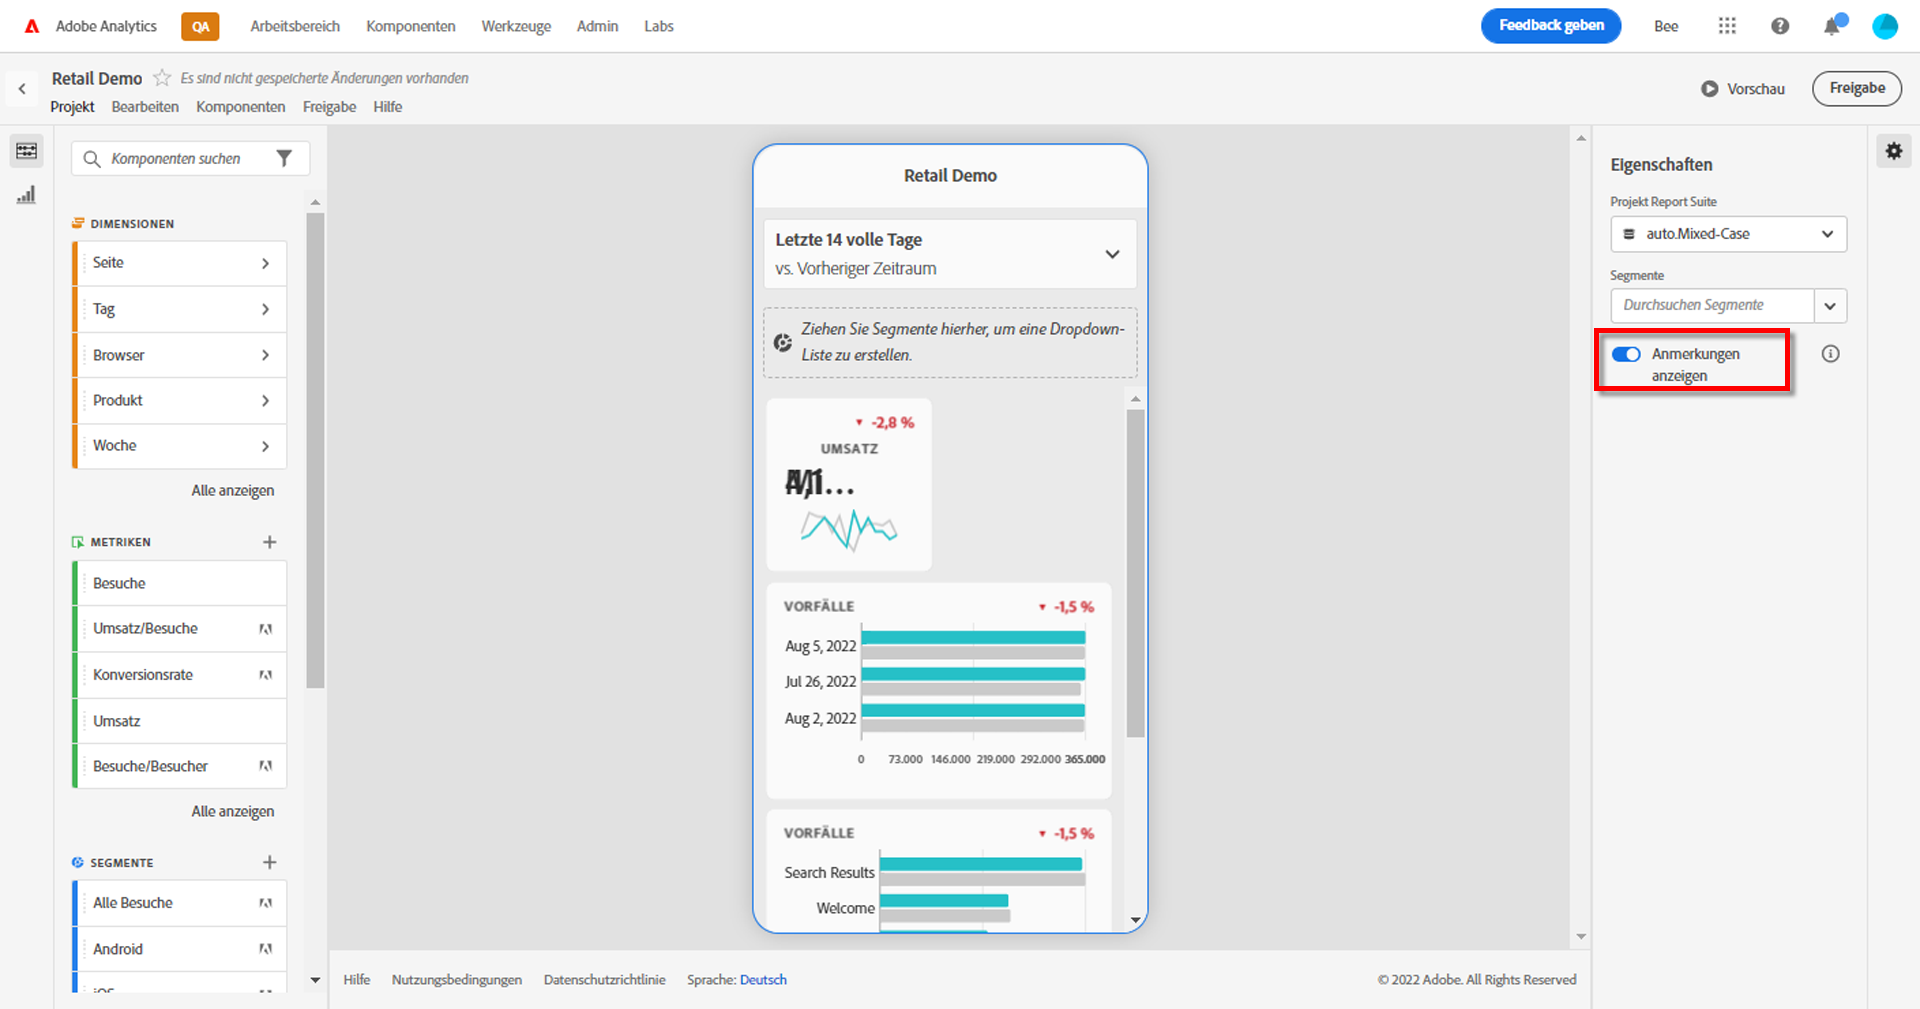 Adobe Analytics QA Arbeitsbereich Komponenten Werkzeuge Admin Labs Feedback geben Bee
Retail Demo Es sind nicht gespeicherte Änderungen vorhanden
Projekt Bearbeiten Komponenten Freigabe Hilfe
Vorschau Freigabe
Komponenten suchen
DIMENSIONEN
Seite
Tag
Browser
Produkt
Woche
Alle anzeigen
METRIKEN
Besuche
Umsatz/Besuche
Konversionsrate
Umsatz
Besuche/Besucher
Alle anzeigen
SEGMENTE
Alle Besuche
Android
iOS
Retail Demo
Letzte 14 volle Tage
vs. Vorheriger Zeitraum
Ziehen Sie Segmente hierher, um eine Dropdown-
Liste zu erstellen.
-2,8 %
UMSATZ
VORFÄLLE -1,5 %
Aug 5, 2022
Jul 26, 2022
Aug 2, 2022
0 73.000 146.000 219.000 292.000 365.000
VORFÄLLE -1,5 %
Search Results
Welcome
Eigenschaften
Projekt Report Suite
auto.Mixed-Case
Segmente
Durchsuchen Segmente
Anmerkungen
anzeigen
Hilfe Nutzungsbedingungen Datenschutzrichtlinie Sprache: Deutsch
© 2022 Adobe. All Rights Reserved